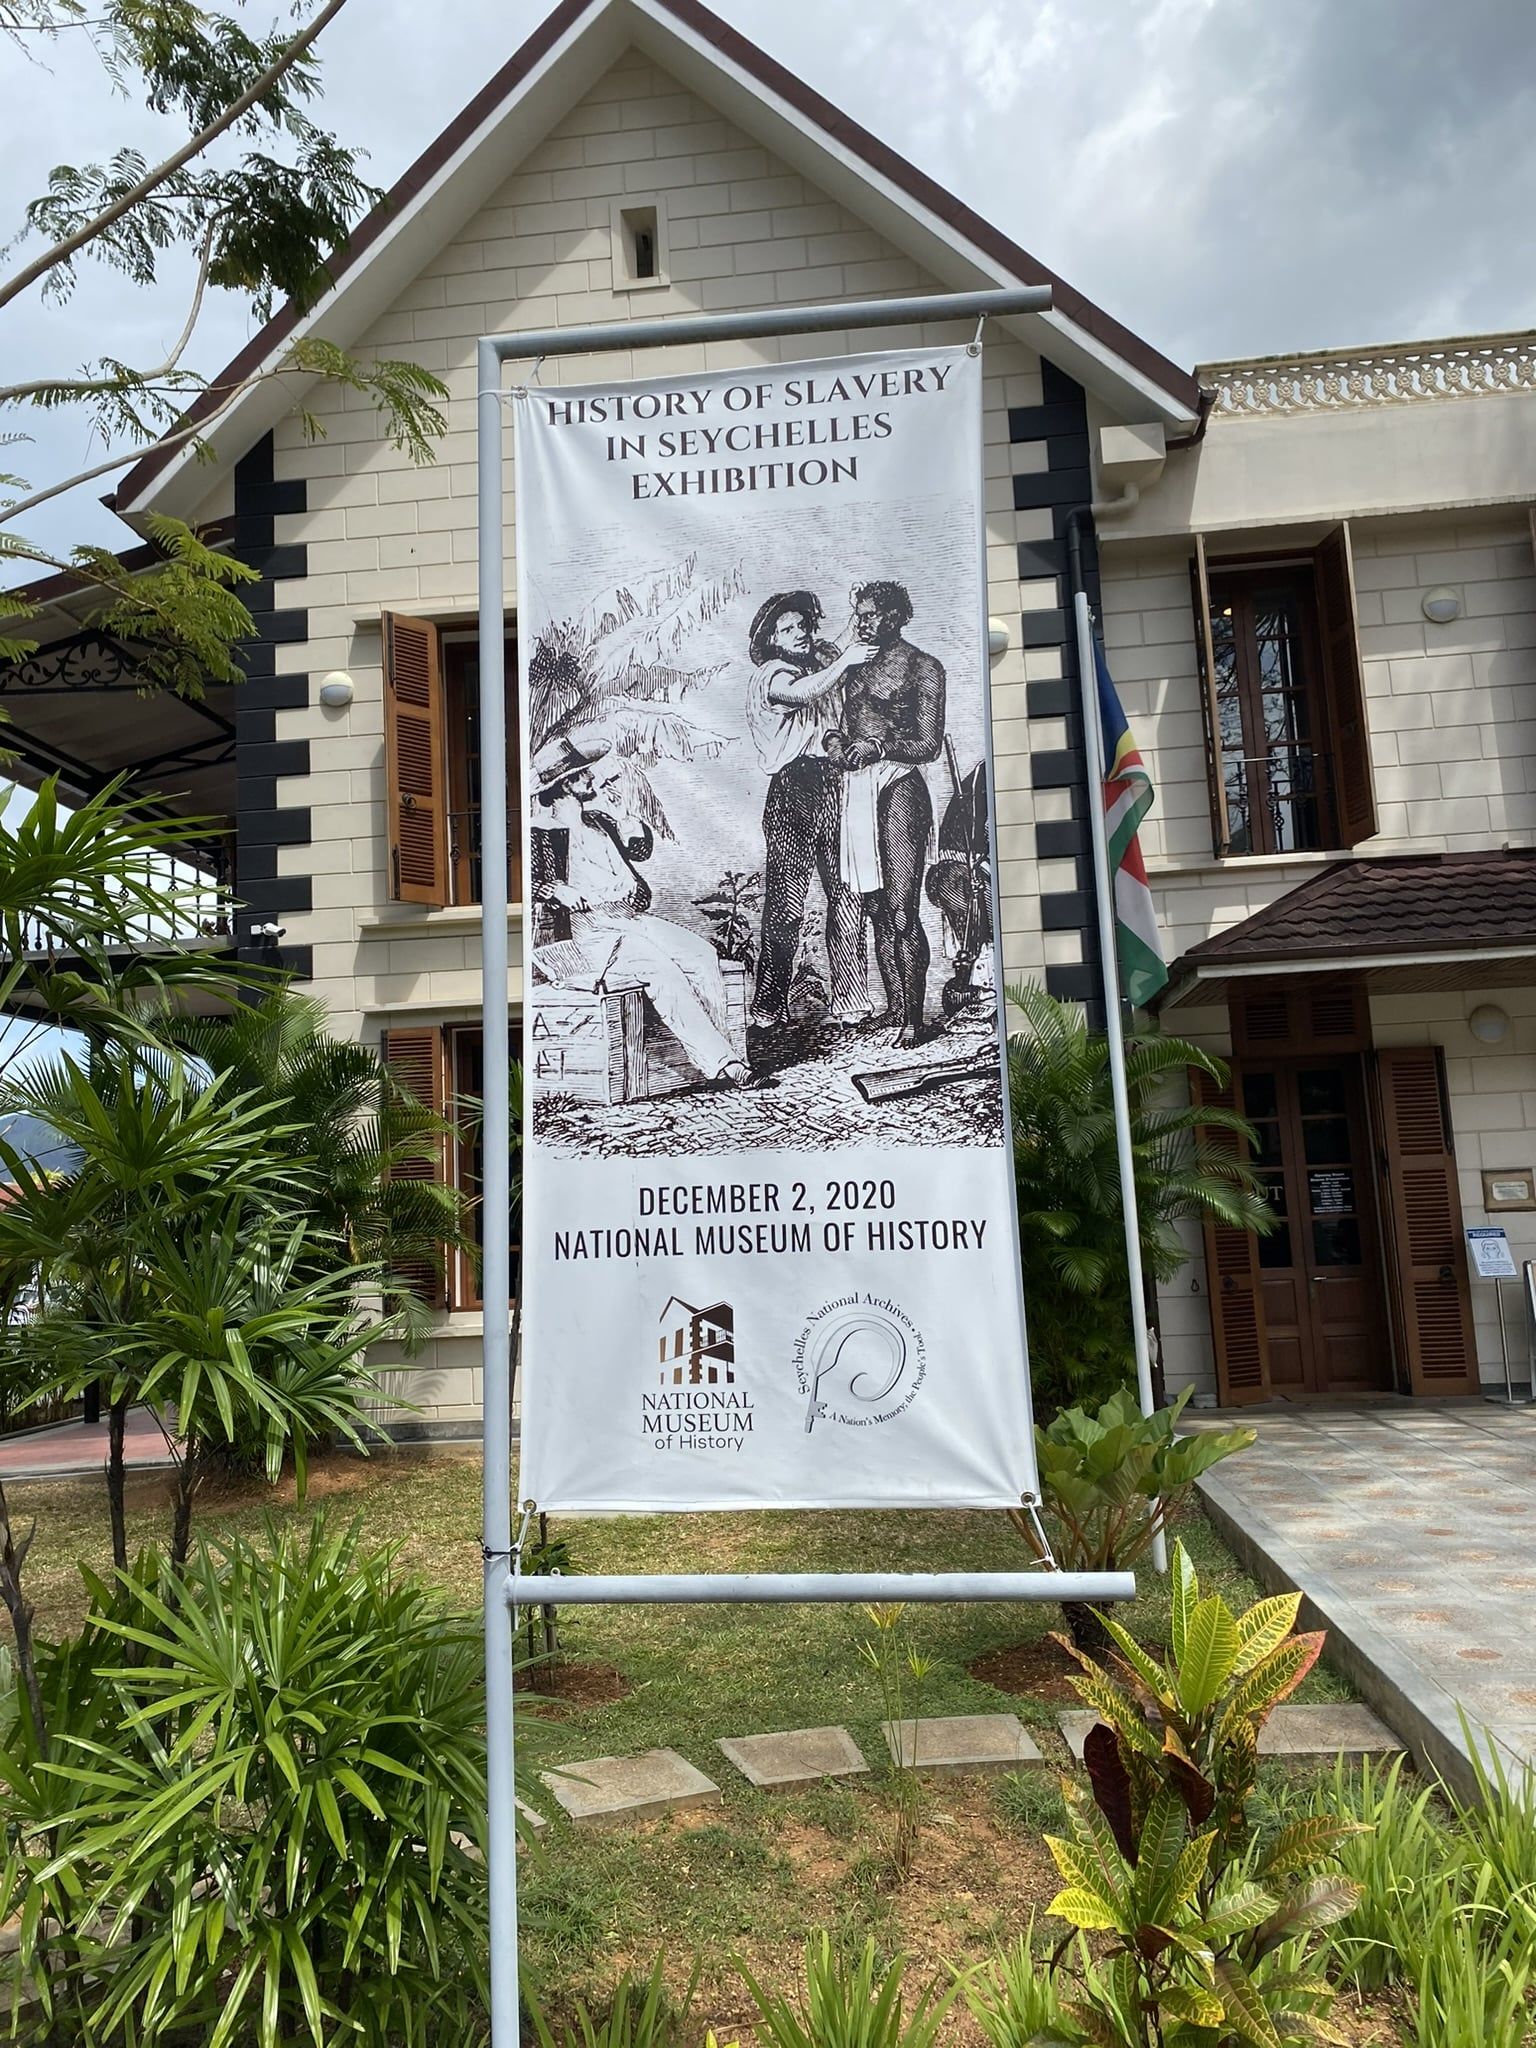 HISTORY OF SLAVERY
IN SEYCHELLES
EXHIBITION
DECEMBER 2, 2020
NATIONAL MUSEUM OF HISTORY
NATIONAL
MUSEUM
of History
Seychelles National Archives •
A Nation's Memory, the People's Tool.